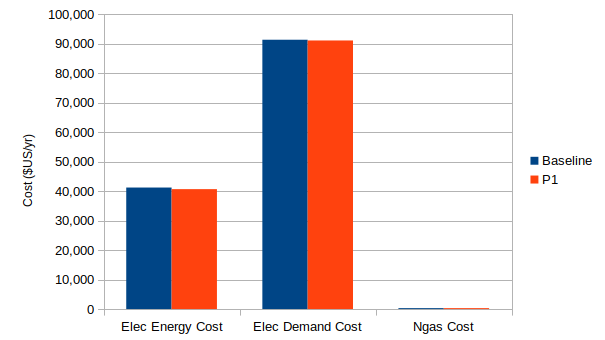 100,000
90,000
80,000
70,000
60,000
50,000
40,000
30,000
20,000
10,000
0
Cost ($US/yr)
Elec Energy Cost
Elec Demand Cost
Ngas Cost
Baseline
P1